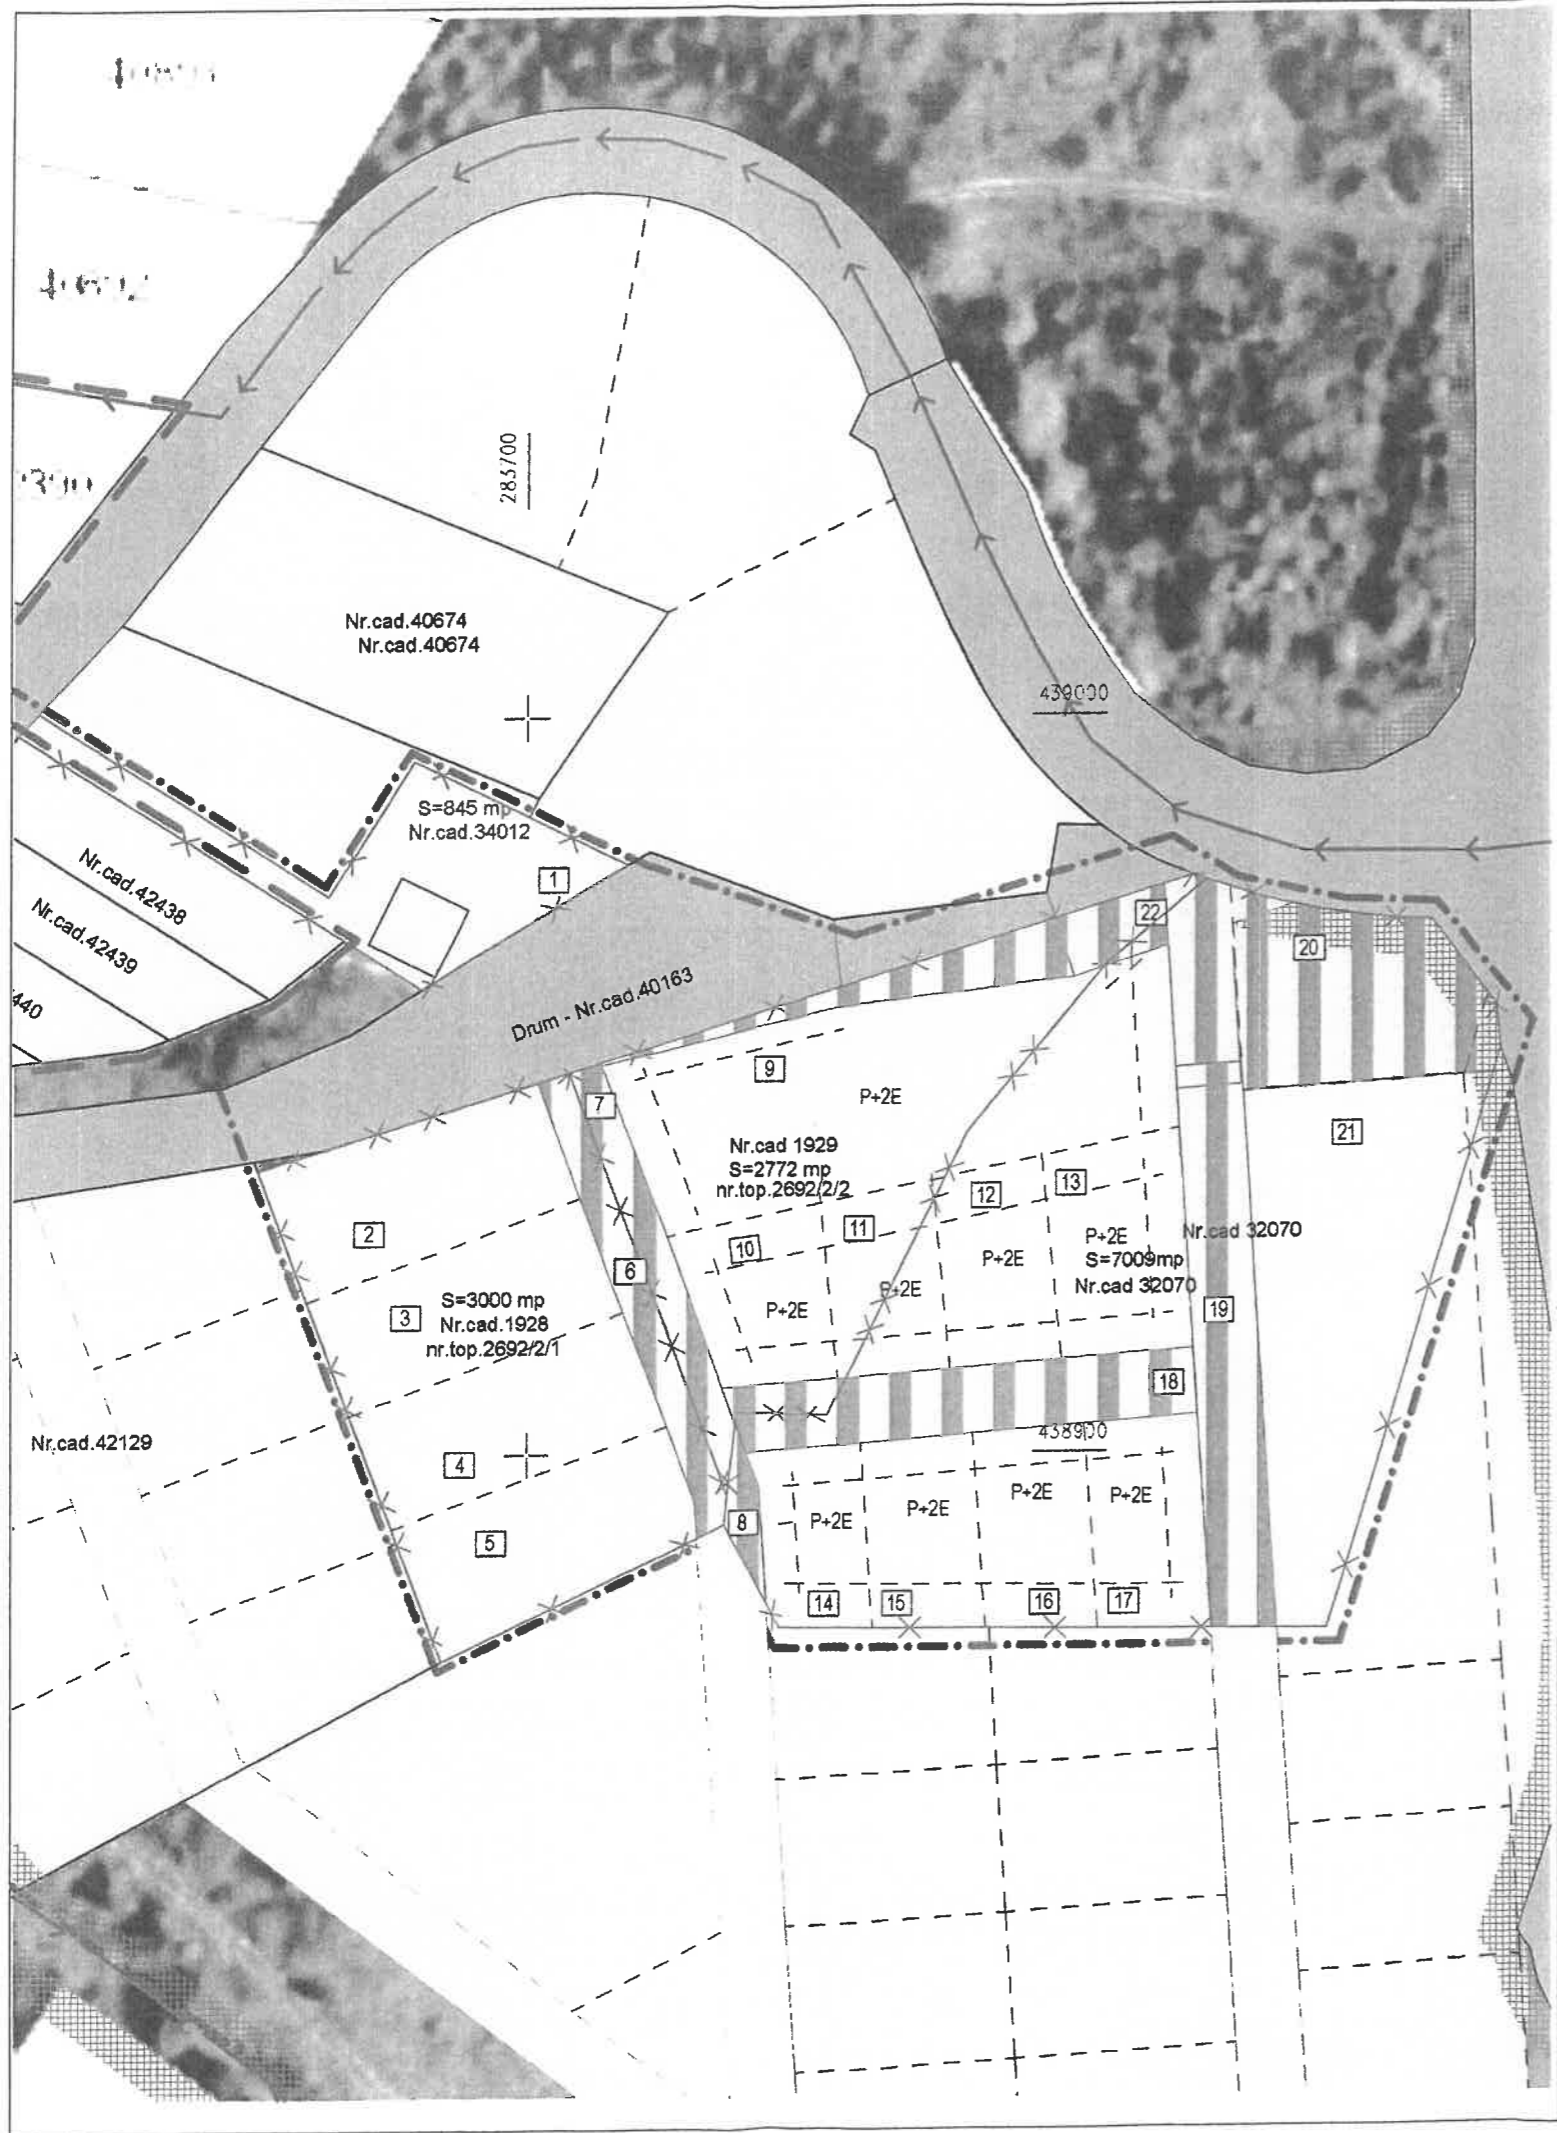 283700
Nr.cad.40674
Nr.cad.40674
439000
S=845 mp
Nr.cad.34012
1
Nr.cad.42438
Nr.cad.42439
440
Drum - Nr.cad.40163
22
20
9
7
P+2E
21
Nr.cad 1929
S=2772 mp
nr.top.2692/2/2
13
12
11
10
2
P+2E
Nr.cad 32070
S=7009mp
P+2E
Nr.cad 32070
6
P+2E
P+2E
S=3000 mp
3
Nr.cad.1928
nr.top.2692/2/1
19
18
438900
Nr.cad.42129
4
P+2E
P+2E
P+2E
P+2E
8
5
14
15
16
17